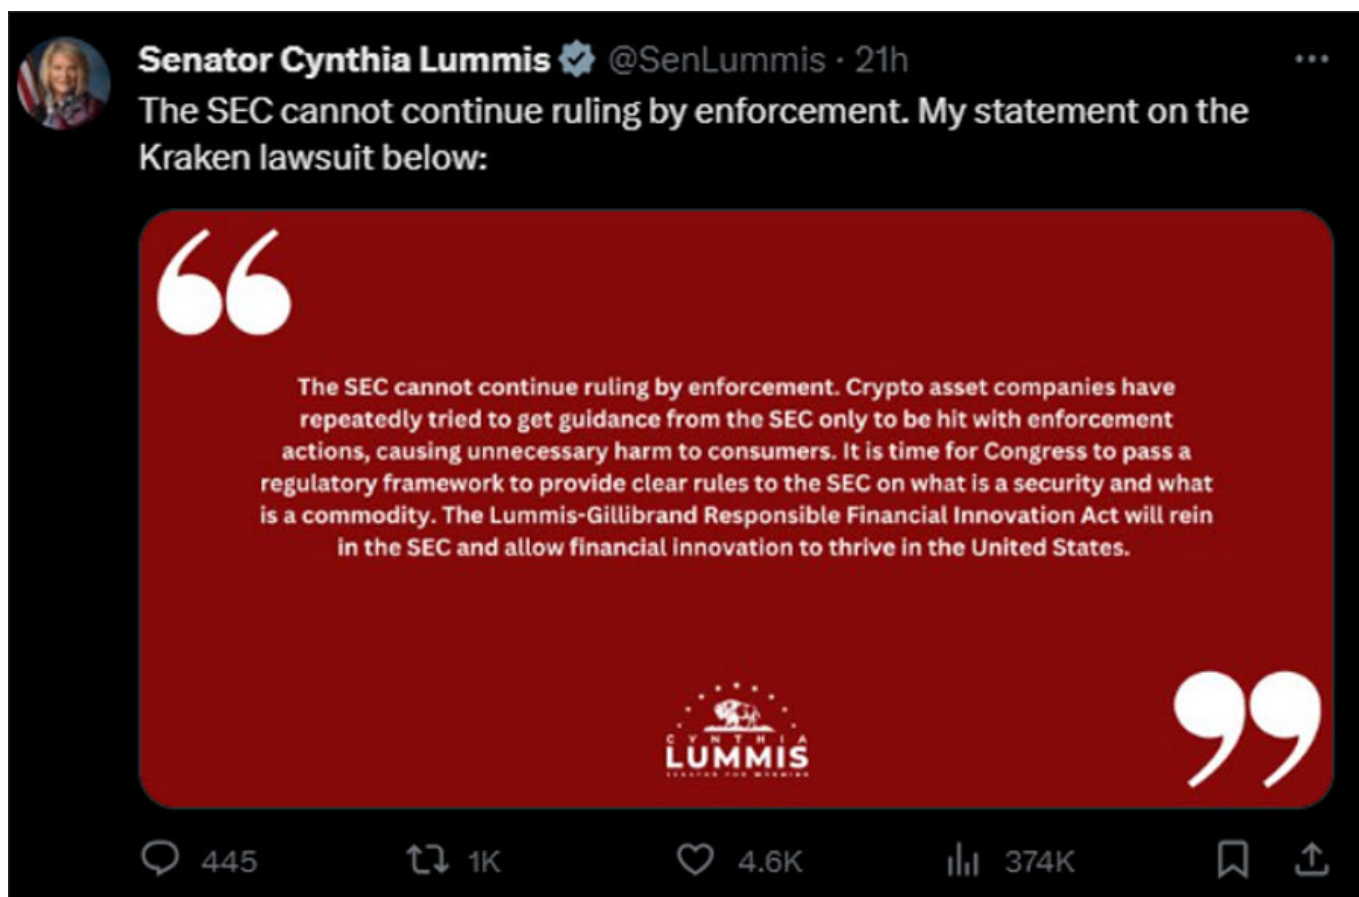 Senator Cynthia Lummis @SenLummis · 21h
The SEC cannot continue ruling by enforcement. My statement on the
Kraken lawsuit below:
“
The SEC cannot continue ruling by enforcement. Crypto asset companies have
repeatedly tried to get guidance from the SEC only to be hit with enforcement
actions, causing unnecessary harm to consumers. It is time for Congress to pass a
regulatory framework to provide clear rules to the SEC on what is a security and what
is a commodity. The Lummis-Gillibrand Responsible Financial Innovation Act will rein
in the SEC and allow financial innovation to thrive in the United States.
CYNTHIA
LUMMIS
SENATOR FOR WYOMING
”
445 1K 4.6K 374K